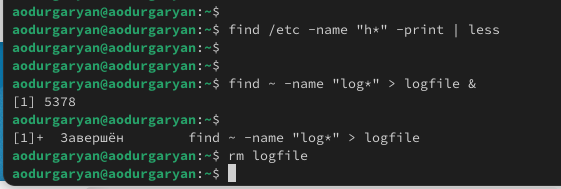 aodurgaryan@aodurgaryan:~$
aodurgaryan@aodurgaryan:~$ find /etc -name "h*" -print | less
aodurgaryan@aodurgaryan:~$
aodurgaryan@aodurgaryan:~$
aodurgaryan@aodurgaryan:~$ find ~ -name "log*" > logfile &
[1] 5378
aodurgaryan@aodurgaryan:~$
[1]+  Завершён        find ~ -name "log*" > logfile
aodurgaryan@aodurgaryan:~$ rm logfile
aodurgaryan@aodurgaryan:~$